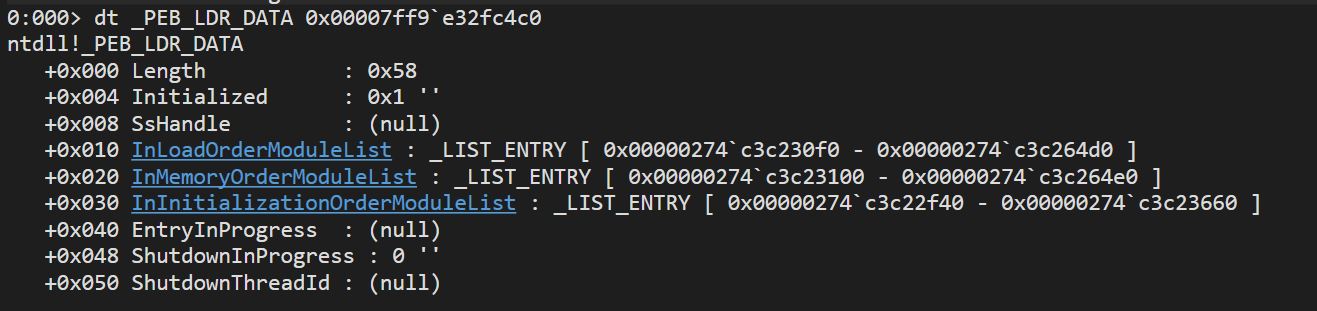 0:000> dt _PEB_LDR_DATA 0x00007ff9`e32fc4c0
ntdll!_PEB_LDR_DATA
+0x000 Length : 0x58
+0x004 Initialized : 0x1 ''
+0x008 SsHandle : (null)
+0x010 InLoadOrderModuleList : _LIST_ENTRY [ 0x00000274`c3c230f0 - 0x00000274`c3c264d0 ]
+0x020 InMemoryOrderModuleList : _LIST_ENTRY [ 0x00000274`c3c23100 - 0x00000274`c3c264e0 ]
+0x030 InInitializationOrderModuleList : _LIST_ENTRY [ 0x00000274`c3c22f40 - 0x00000274`c3c23660 ]
+0x040 EntryInProgress : (null)
+0x048 ShutdownInProgress : 0 ''
+0x050 ShutdownThreadId : (null)